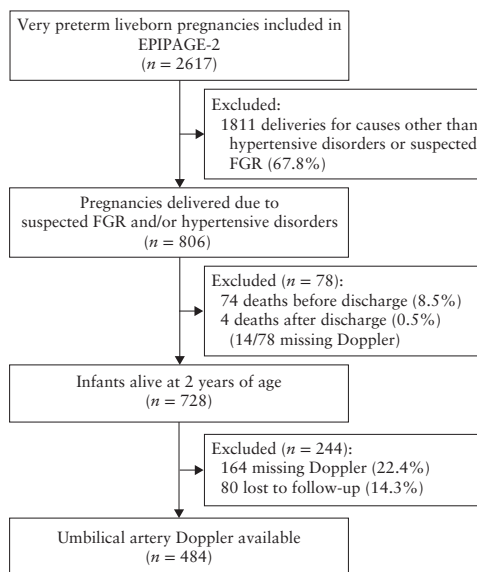 Very preterm liveborn pregnancies included in
EPIPAGE-2
(n = 2617)
Excluded:
1811 deliveries for causes other than
hypertensive disorders or suspected
FGR (67.8%)
Pregnancies delivered due to
suspected FGR and/or hypertensive disorders
(n = 806)
Excluded (n = 78):
74 deaths before discharge (8.5%)
4 deaths after discharge (0.5%)
(14/78 missing Doppler)
Infants alive at 2 years of age
(n = 728)
Excluded (n = 244):
164 missing Doppler (22.4%)
80 lost to follow-up (14.3%)
Umbilical artery Doppler available
(n = 484)